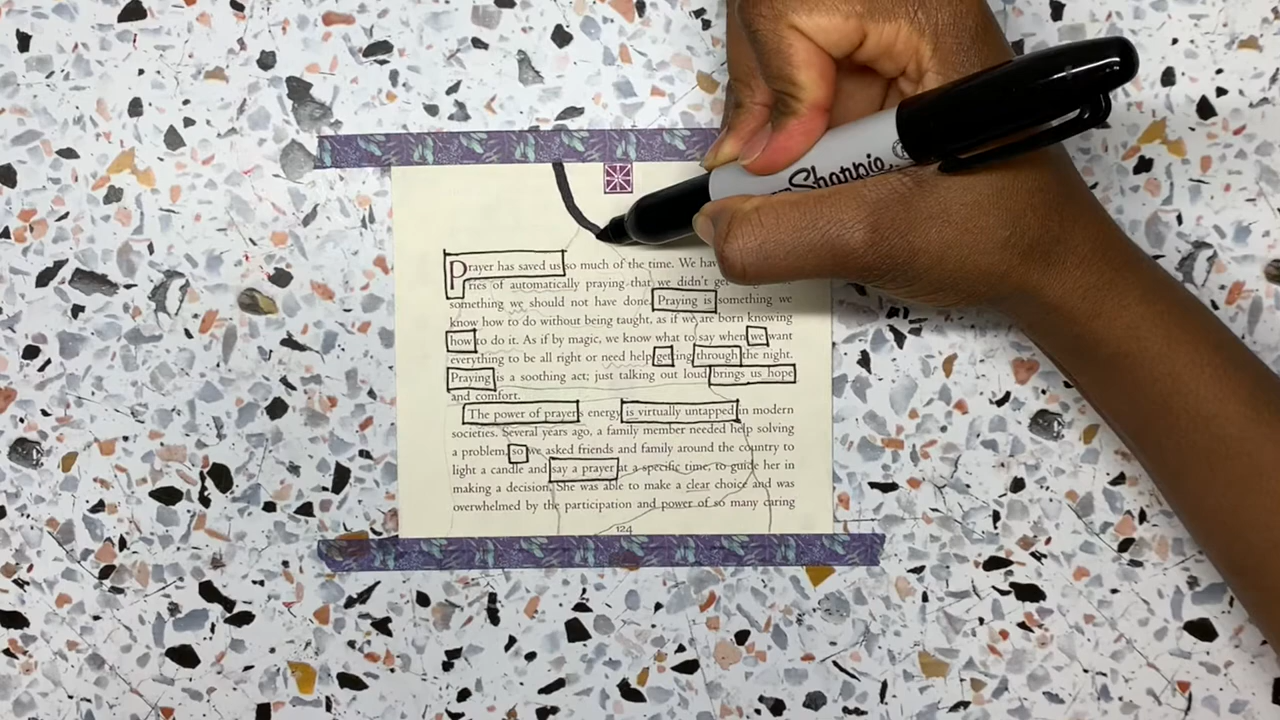 Sharpie
Prayer has saved us so much of the time. We hav
ries of automatically praying that we didn't get
something we should not have done. Praying is something we
know how to do without being taught, as if we are born knowing
how to do it. As if by magic, we know what to say when we want
everything to be all right or need help getting through the night.
Praying is a soothing act; just talking out loud brings us hope
and comfort.
The power of prayers energy is virtually untapped in modern
societies. Several years ago, a family member needed help solving
a problem, so we asked friends and family around the country to
light a candle and say a prayer at a specific time, to guide her in
making a decision. She was able to make a clear choice and was
overwhelmed by the participation and power of so many caring
124